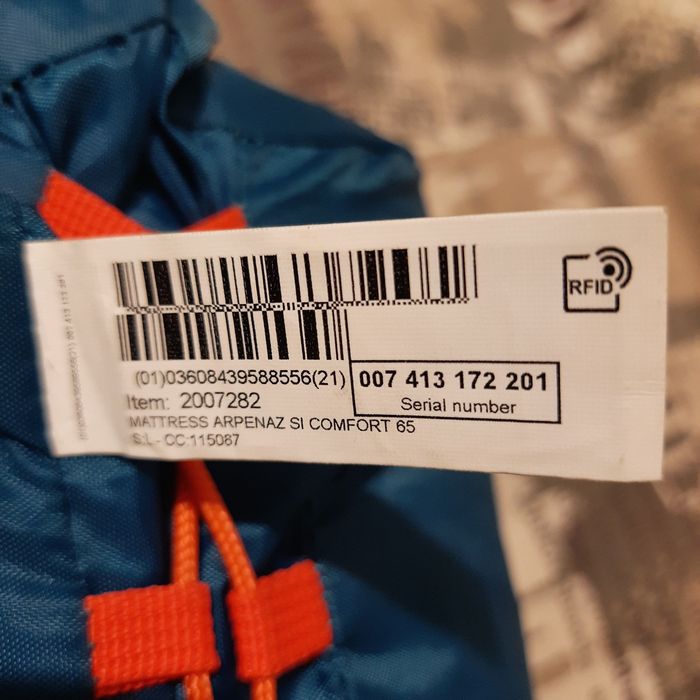 RFID
(01)03608439588556(21)
007 413 172 201
Serial number
Item: 2007282
MATTRESS ARPENAZ SI COMFORT 65
S:L - CC:115087